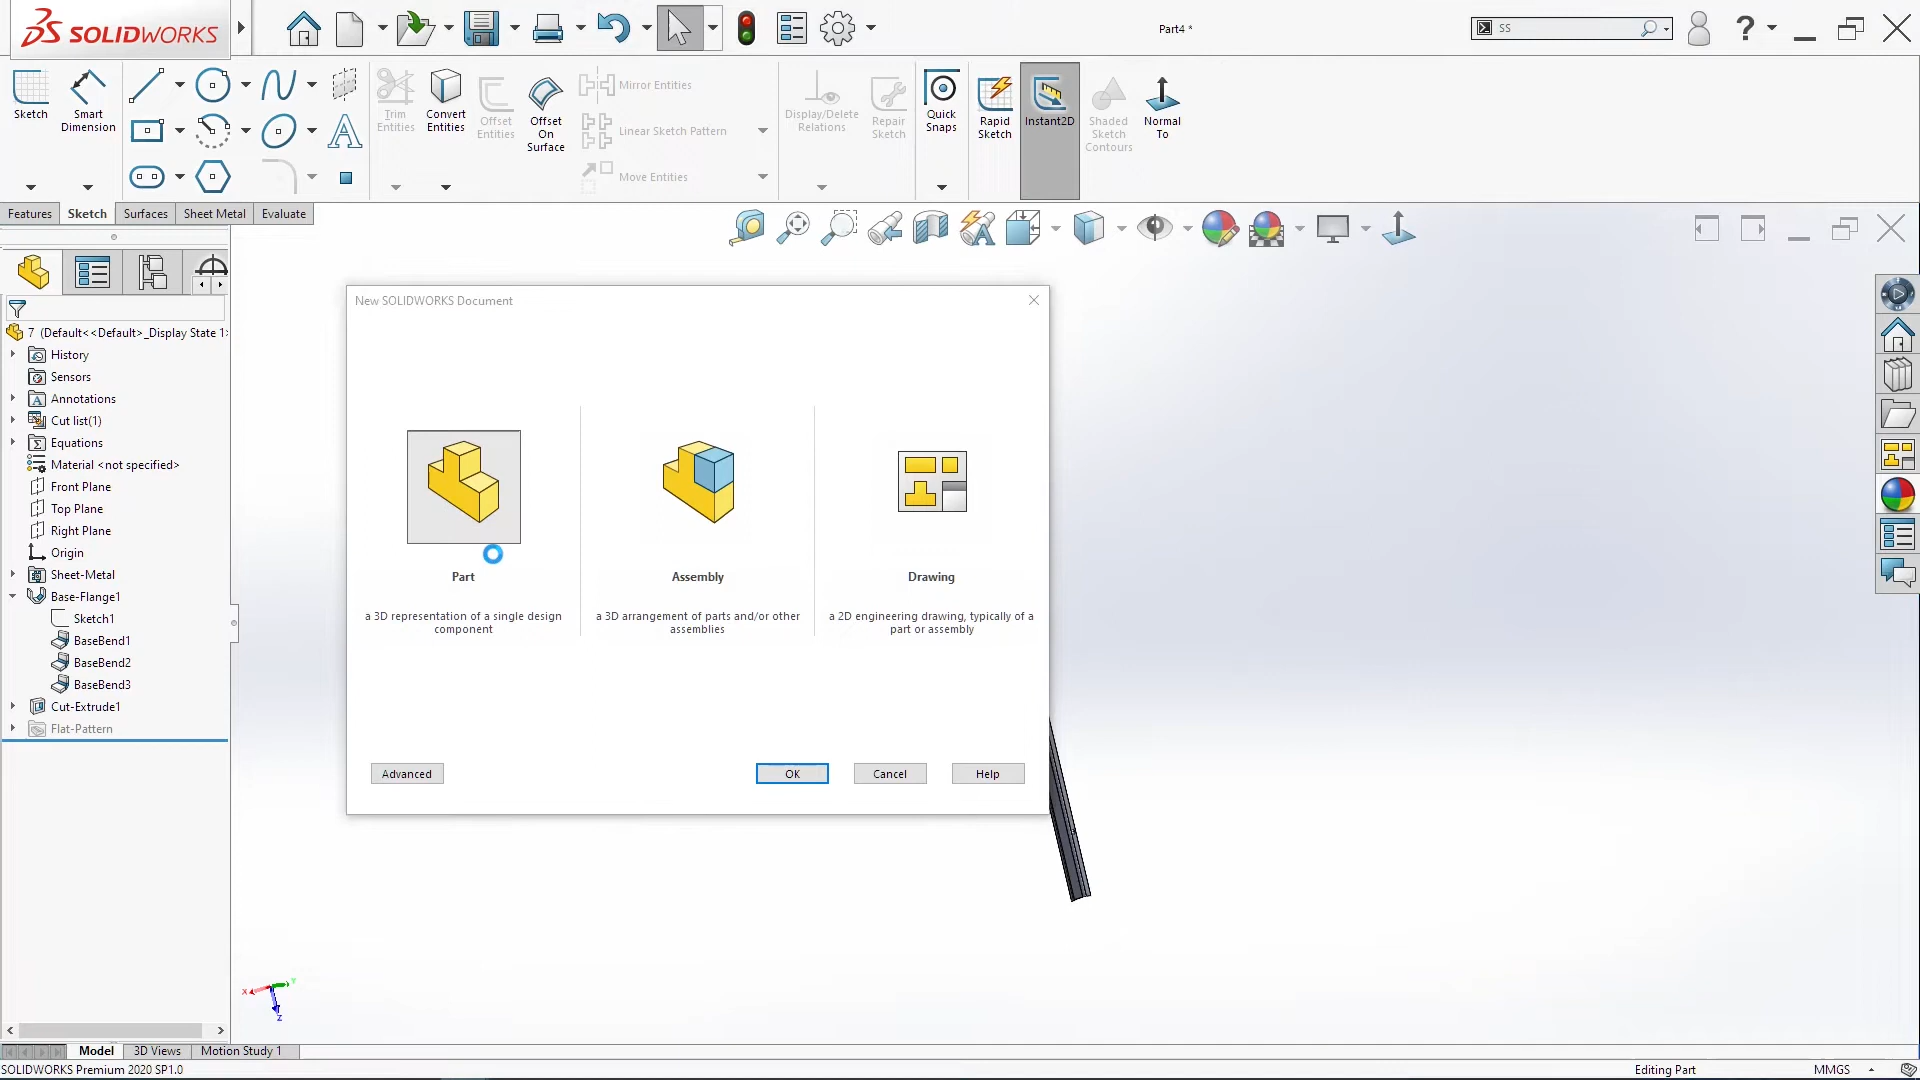 SOLIDWORKS
Part4 *
SS
?
Sketch
Smart
Dimension
Trim
Entities
Convert
Entities
Offset
Entities
Offset
On
Surface
Mirror Entities
Linear Sketch Pattern
Move Entities
Display/Delete
Relations
Repair
Sketch
Quick
Snaps
Rapid
Sketch
Instant2D
Shaded
Sketch
Contours
Normal
To
Features
Sketch
Surfaces
Sheet Metal
Evaluate
7 (Default<<Default>_Display State 1>
History
Sensors
Annotations
Cut list(1)
Equations
Material <not specified>
Front Plane
Top Plane
Right Plane
Origin
Sheet-Metal
Base-Flange1
Sketch1
BaseBend1
BaseBend2
BaseBend3
Cut-Extrude1
Flat-Pattern
New SOLIDWORKS Document
Part
a 3D representation of a single design
component
Assembly
a 3D arrangement of parts and/or other
assemblies
Drawing
a 2D engineering drawing, typically of a
part or assembly
Advanced
OK
Cancel
Help
X
Y
Z
Model
3D Views
Motion Study 1
SOLIDWORKS Premium 2020 SP1.0
Editing Part
MMGS